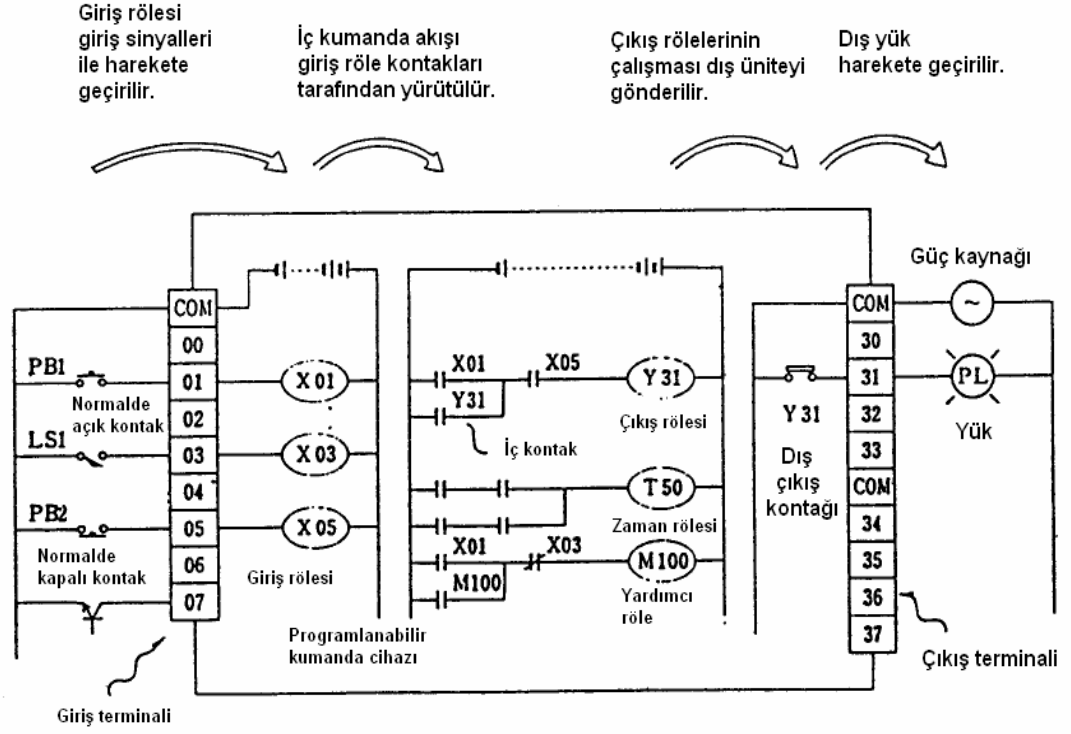 Giriş rölesi
giriş sinyalleri
ile harekete
geçirilir.
İç kumanda akışı
giriş röle kontakları
tarafından yürütülür.
Çıkış rölelerinin
çalışması dış üniteyi
gönderilir.
Dış yük
harekete geçirilir.
COM
00
01
02
03
04
05
06
07
PB1
Normalde
açık kontak
LS1
PB2
Normalde
kapalı kontak
Giriş terminali
X 01
X 03
X 05
Giriş rölesi
Programlanabilir
kumanda cihazı
X01
X05
Y 31
Y31
Çıkış rölesi
İç kontak
T 50
Zaman rölesi
X01
X03
M 100
M100
Yardımcı
röle
Y 31
Dış
çıkış
kontağı
COM
30
31
32
33
COM
34
35
36
37
Güç kaynağı
~
PL
Yük
Çıkış terminali